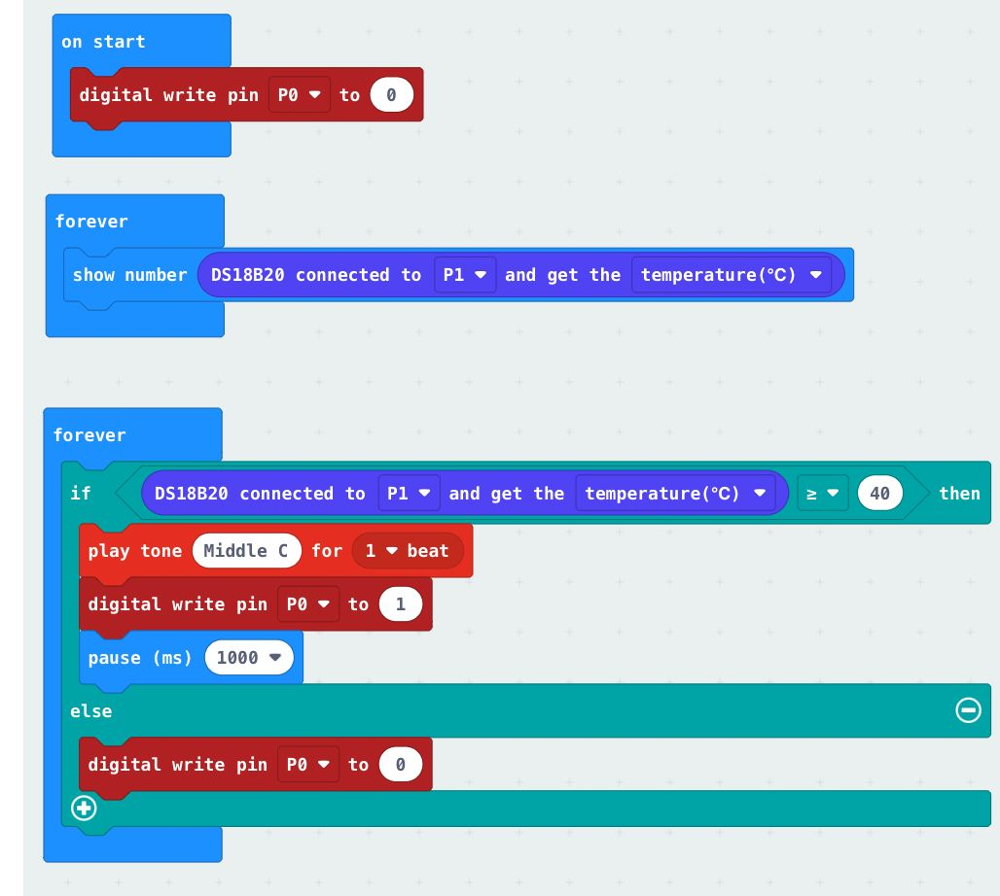 on start
digital write pin P0 to 0
forever
show number DS18B20 connected to P1 and get the temperature(℃)
forever
if DS18B20 connected to P1 and get the temperature(℃) ≥ 40 then
play tone Middle C for 1 beat
digital write pin P0 to 1
pause (ms) 1000
else
digital write pin P0 to 0